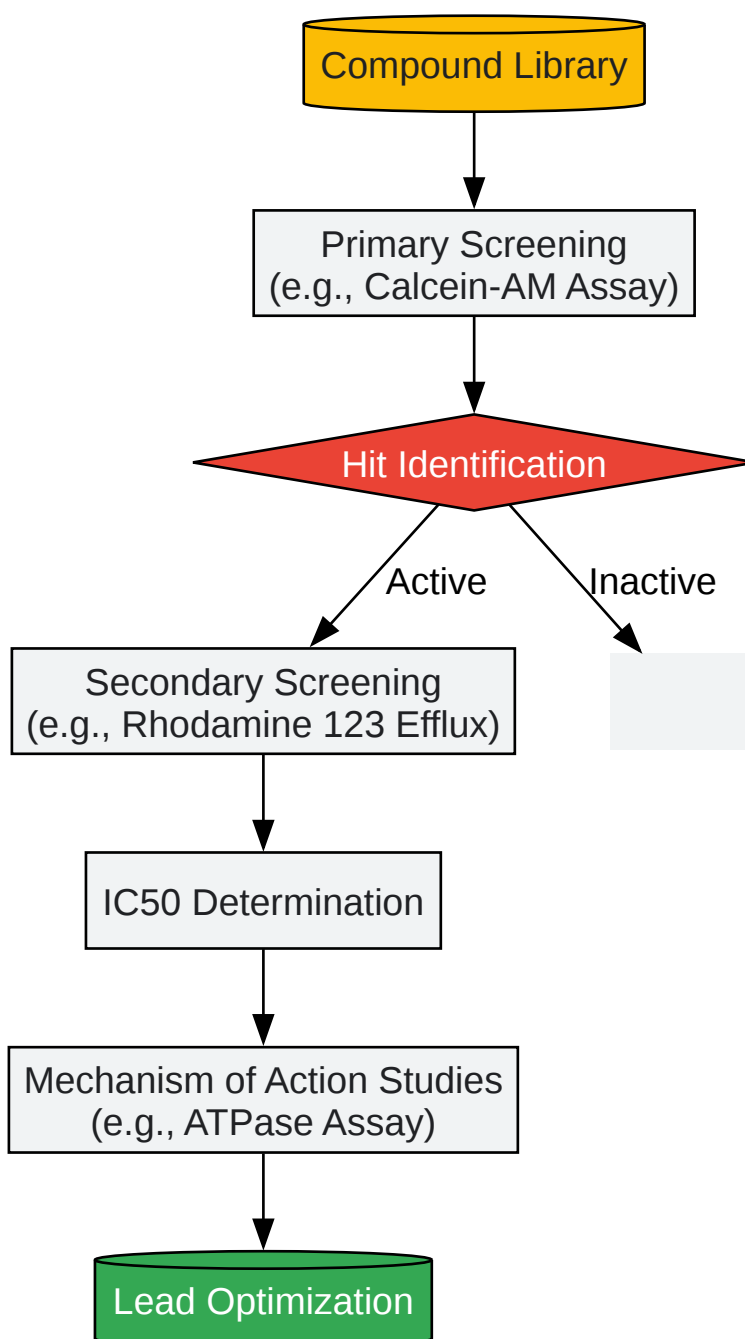 Compound Library
Primary Screening
(e.g., Calcein-AM Assay)
Hit Identification
Active
Inactive
Secondary Screening
(e.g., Rhodamine 123 Efflux)
IC50 Determination
Mechanism of Action Studies
(e.g., ATPase Assay)
Lead Optimization